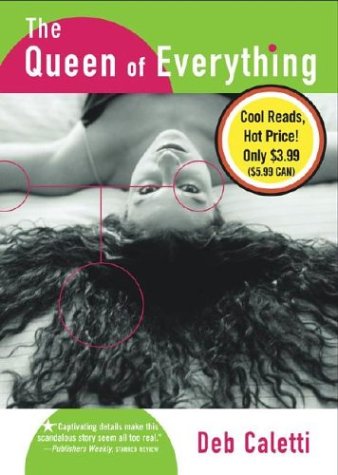 The
Queen of Everything
Cool Reads,
Hot Price!
Only $3.99
($5.99 CAN)
"Captivating details make this
scandalous story seem all too real."
—Publishers Weekly, STARRED REVIEW
Deb Caletti